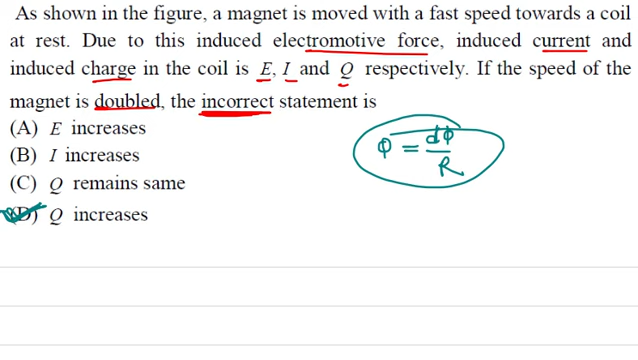 As shown in the figure, a magnet is moved with a fast speed towards a coil
at rest. Due to this induced electromotive force, induced current and
induced charge in the coil is E, I and Q respectively. If the speed of the
magnet is doubled, the incorrect statement is
(A) E increases
(B) I increases
(C) Q remains same
(D) Q increases
Q = dϕ/R